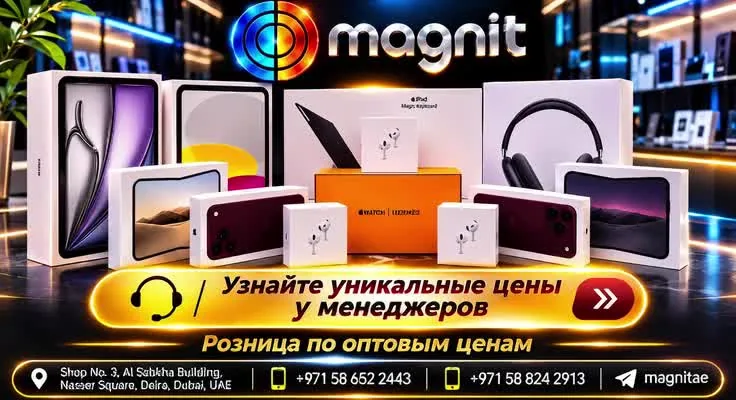 magnit
iPad
Magic Keyboard
WATCH
Узнайте уникальные цены
у менеджеров
Розница по оптовым ценам
Shop No. 3, Al Sabkha Building,
Nasser Square, Deira, Dubai, UAE
+971 58 652 2443
+971 58 824 2913
magnitae